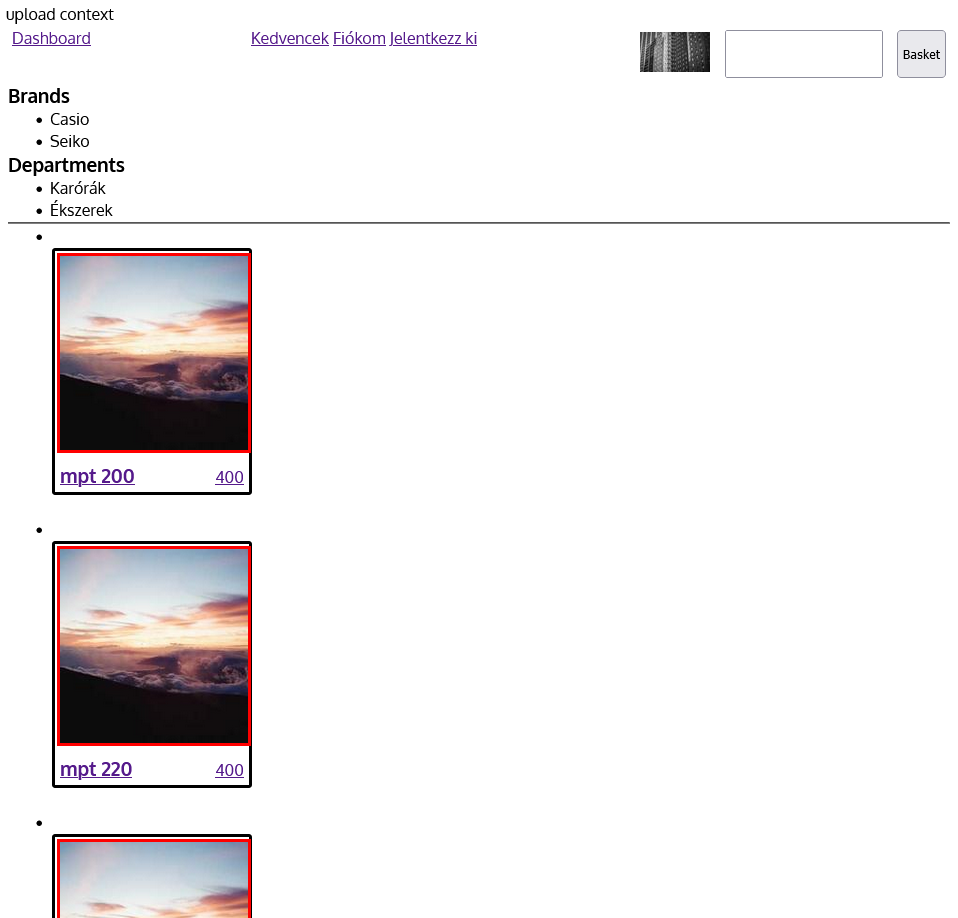 upload context
Dashboard Kedvencek Fiókom Jelentkezz ki Basket
Brands
Casio
Seiko
Departments
Karórák
Ékszerek
mpt 200 400
mpt 220 400